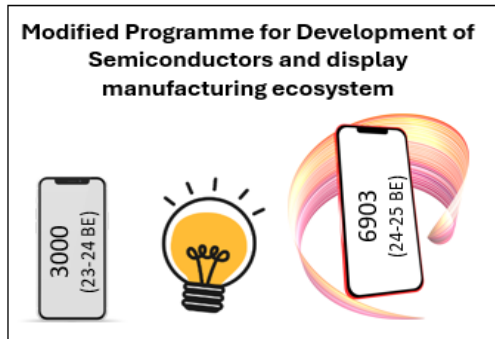 Modified Programme for Development of
Semiconductors and display
manufacturing ecosystem
3000
(23-24 BE)
6903
(24-25 BE)